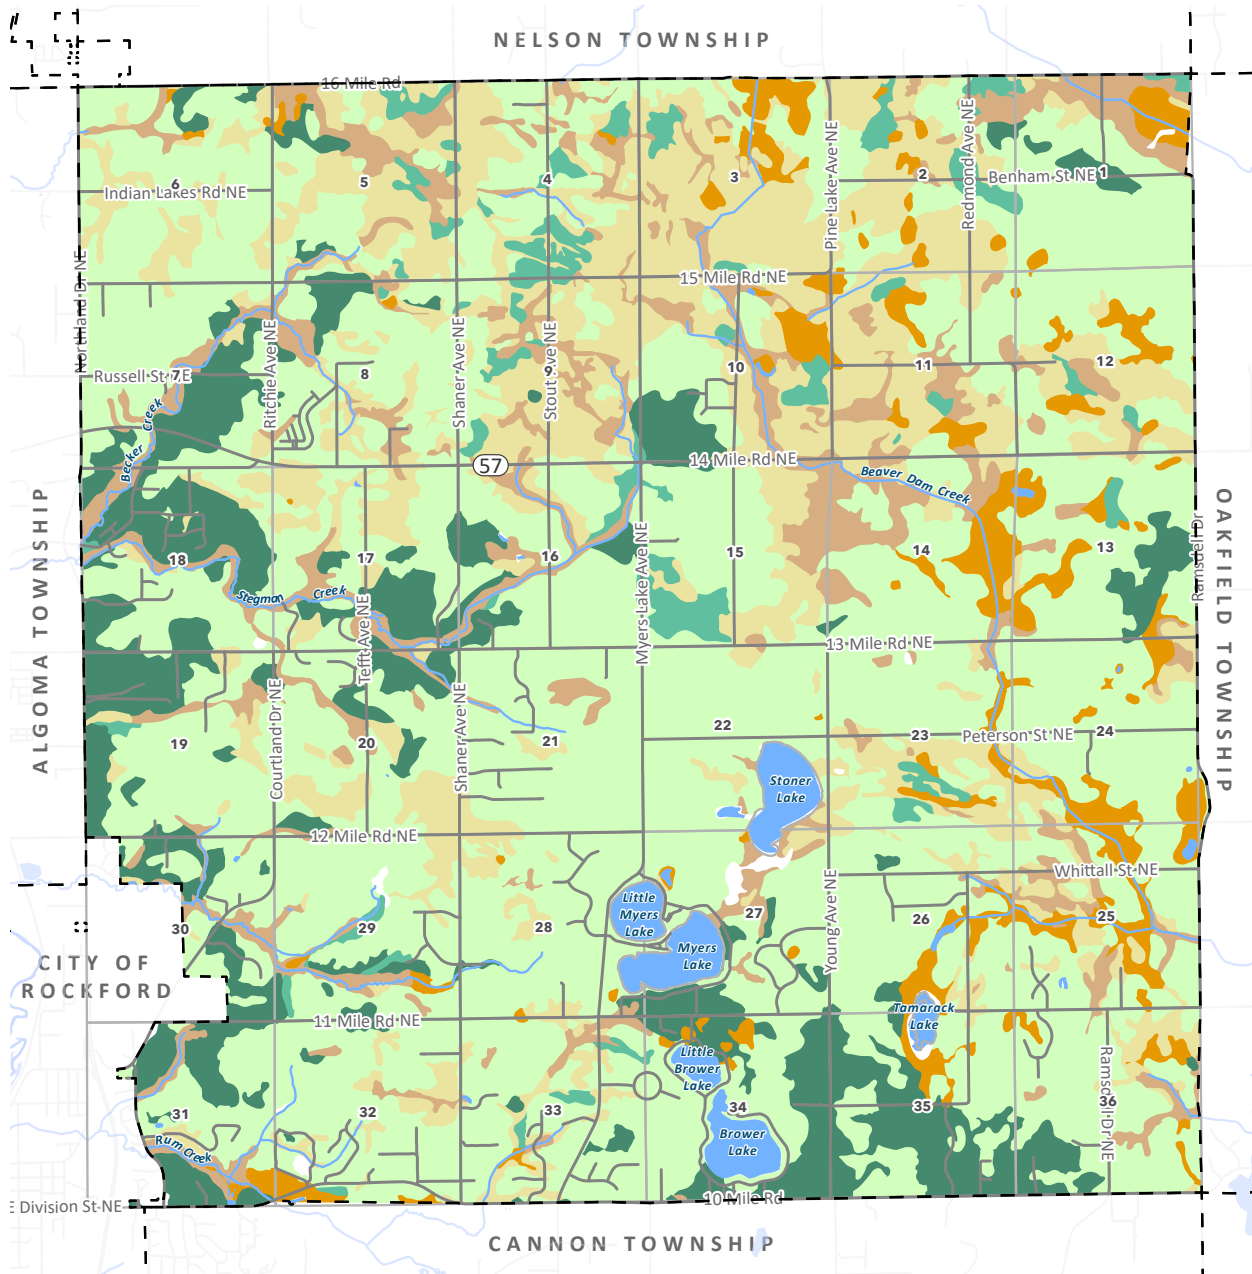 NELSON TOWNSHIP
16 Mile Rd
6
5
4
3
2
1
Indian Lakes Rd NE
Benham St NE
Pine Lake Ave NE
Redmond Ave NE
Northland Dr NE
15 Mile Rd NE
Ritchie Ave NE
Shaner Ave NE
Stout Ave NE
Russell St NE
7
8
9
10
11
12
Becker Creek
57
14 Mile Rd NE
Beaver Dam Creek
ALGOMA TOWNSHIP
OAKFIELD TOWNSHIP
Ramsdell Dr
18
17
16
15
14
13
Stegman Creek
Tefft Ave NE
Myers Lake Ave NE
13 Mile Rd NE
Courtland Dr NE
Shaner Ave NE
19
20
21
22
23
24
Peterson St NE
Stoner
Lake
12 Mile Rd NE
Whittall St NE
Little
Myers
Lake
Myers
Lake
30
29
28
27
26
25
Young Ave NE
CITY OF
ROCKFORD
Tamarack
Lake
11 Mile Rd NE
Little
Brower
Lake
Ramsdell Dr NE
31
32
33
34
35
36
Brower
Lake
Rum Creek
10 Mile Rd
E Division St NE
CANNON TOWNSHIP